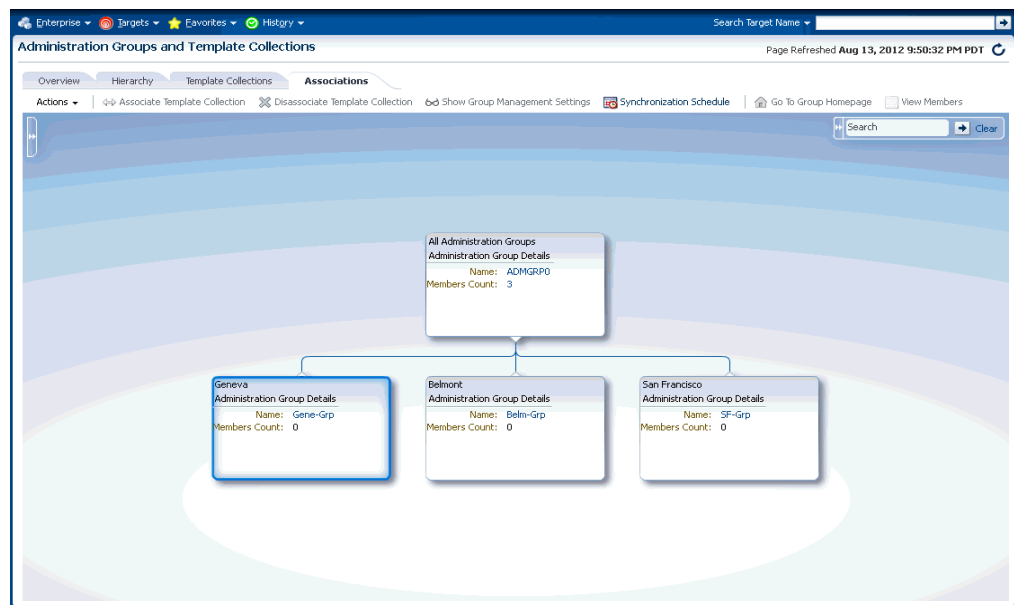 Enterprise Targets Favorites History Search Target Name
Administration Groups and Template Collections
Page Refreshed Aug 13, 2012 9:50:32 PM PDT
Overview Hierarchy Template Collections Associations
Actions Associate Template Collection Disassociate Template Collection Show Group Management Settings Synchronization Schedule Go To Group Homepage View Members
Search Clear
All Administration Groups
Administration Group Details
Name: ADMGRP0
Members Count: 3
Geneva
Administration Group Details
Name: Gene-Grp
Members Count: 0
Belmont
Administration Group Details
Name: Belm-Grp
Members Count: 0
San Francisco
Administration Group Details
Name: SF-Grp
Members Count: 0